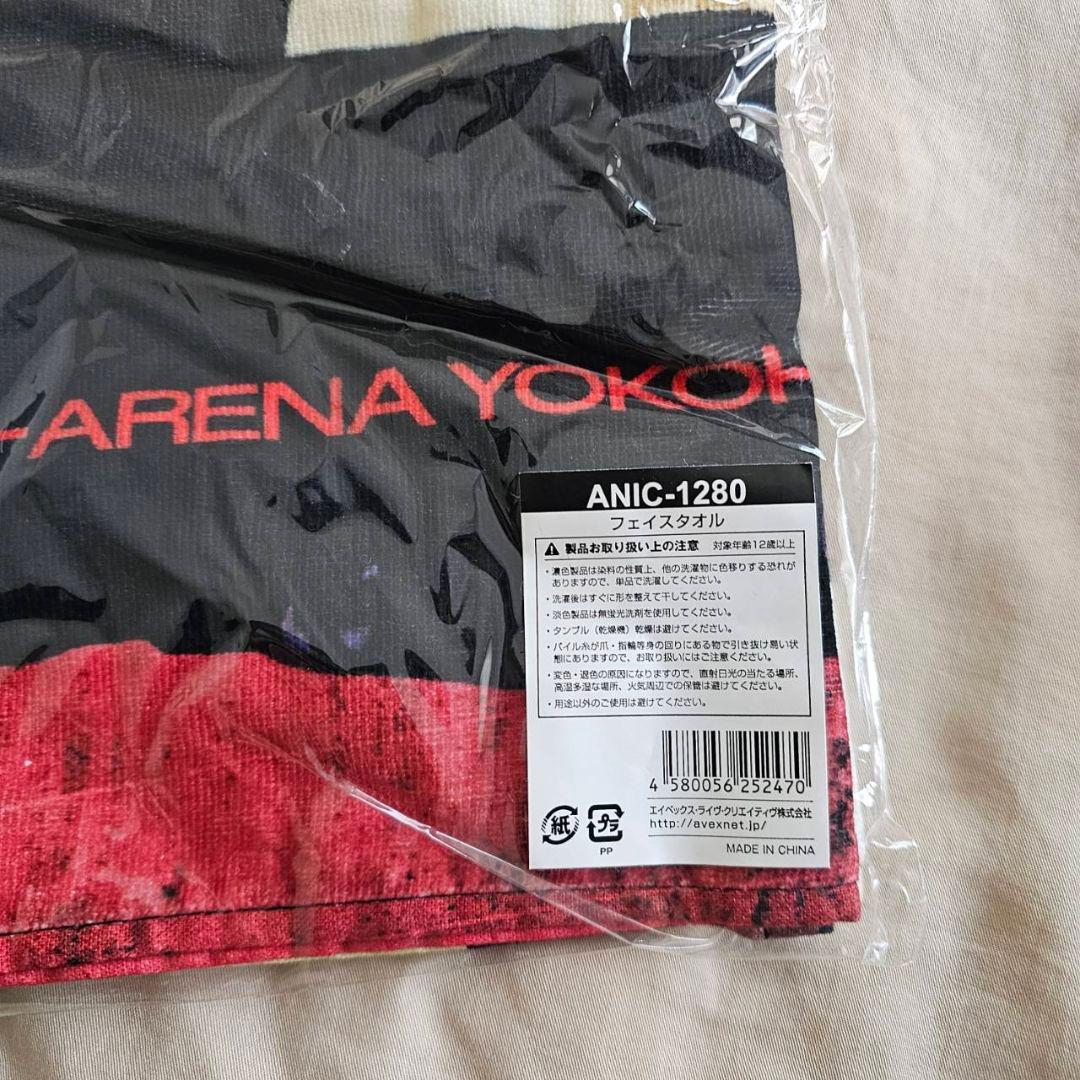 -ARENA YOKOH
ANIC-1280
フェイスタオル
製品お取り扱い上の注意 対象年齢12歳以上
・濃色製品は染料の性質上、他の洗濯物に色移りする恐れが
ありますので、単品で洗濯してください。
・洗濯後はすぐに形を整えて干してください。
・淡色製品は無蛍光洗剤を使用してください。
・タンブル（乾燥機）乾燥は避けてください。
・パイル糸が爪・指輪等身の回りにある物で引き抜け易い状
態にありますので、お取り扱いにはご注意ください。
・変色・退色の原因になりますので、直射日光の当たる場所、
高湿多湿な場所、火気周辺での保管は避けてください。
・用途以外のご使用は避けてください。
4 580056 252470
エイベックス・ライヴ・クリエイティヴ株式会社
http://avexnet.jp/
紙
プラ
PP
MADE IN CHINA